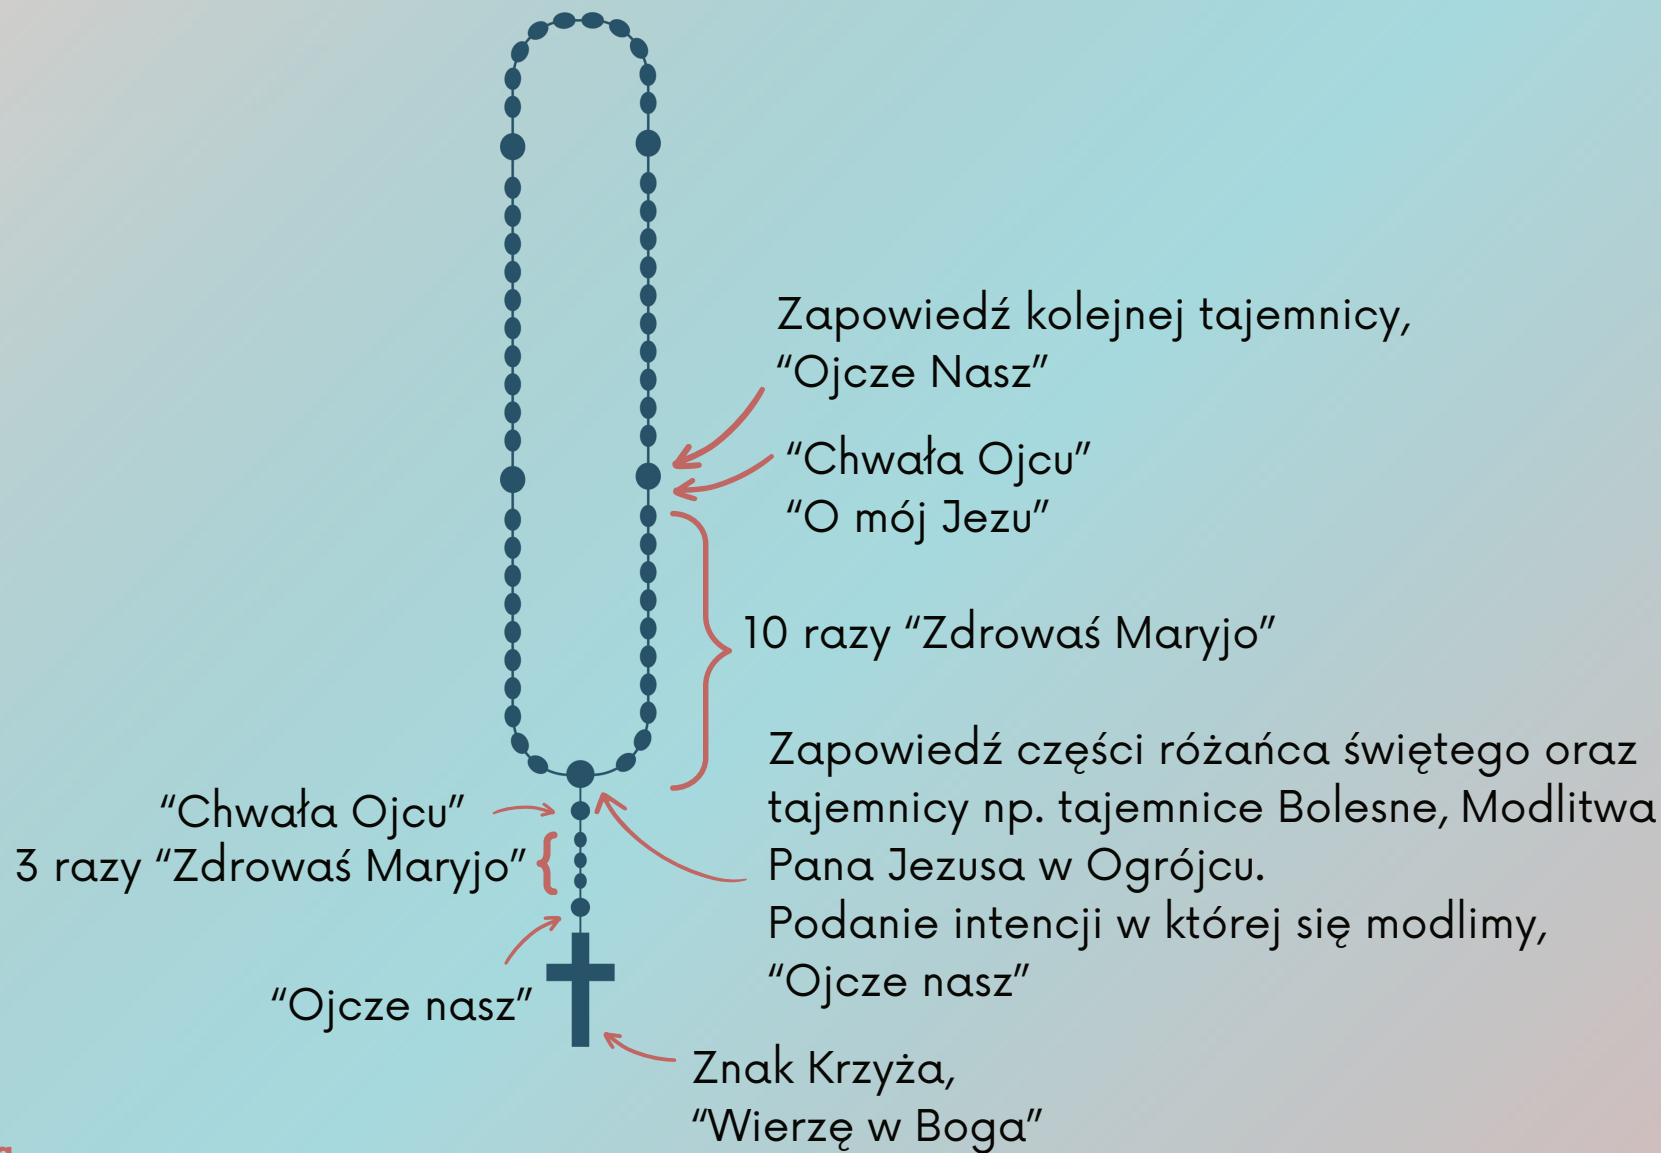 Zapowiedź kolejnej tajemnicy,
“Ojcze Nasz”
“Chwała Ojcu”
“O mój Jezu”
10 razy “Zdrowaś Maryjo”
Zapowiedź części różańca świętego oraz
tajemnicy np. tajemnice Bolesne, Modlitwa
Pana Jezusa w Ogrójcu.
Podanie intencji w której się modlimy,
“Ojcze nasz”
“Chwała Ojcu”
3 razy “Zdrowaś Maryjo”
“Ojcze nasz”
Znak Krzyża,
“Wierzę w Boga”